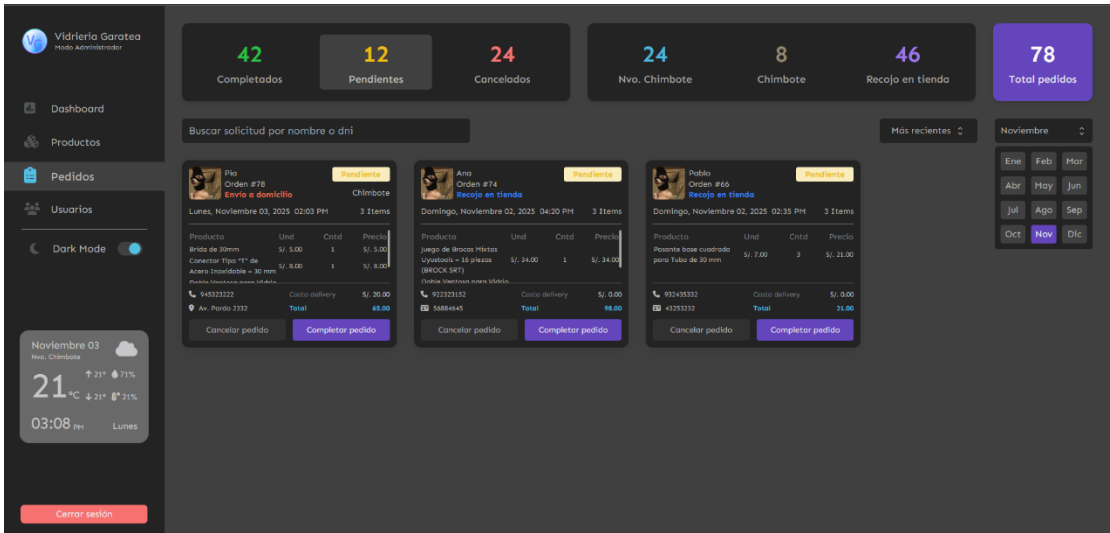 Vidrieria Garatea
Modo Administrador
Dashboard
Productos
Pedidos
Usuarios
Dark Mode
Noviembre 03
Nvo. Chimbote
21 °C
↑ 21° 71%
↓ 21° 21%
03:08 PM Lunes
Cerrar sesión
42 12 24
Completados Pendientes Cancelados
24 8 46
Nvo. Chimbote Chimbote Recojo en tienda
78
Total pedidos
Buscar solicitud por nombre o dni
Más recientes
Noviembre
Ene Feb Mar
Abr May Jun
Jul Ago Sep
Oct Nov Dic
Pia Pendiente
Orden #78
Envío a domicilio Chimbote
Lunes, Noviembre 03, 2025 02:03 PM 3 Items
Producto Und Cntd Precio
Brida de 30mm S/. 5.00 1 S/. 5.00
Conector Tipo "T" de
Acero Inoxidable - 30 mm S/. 8.00 1 S/. 8.00
Doble Ventosa para Vidrio
945323222 Costo delivery S/. 20.00
Av. Pardo 2332 Total 65.00
Cancelar pedido Completar pedido
Ana Pendiente
Orden #74
Recojo en tienda
Domingo, Noviembre 02, 2025 04:20 PM 3 Items
Producto Und Cntd Precio
Juego de Brocas Mixtas
Uyustools - 16 piezas S/. 34.00 1 S/. 34.00
(BROCK SRT)
Doble Ventosa para Vidrio
922323152 Costo delivery S/. 0.00
56884645 Total 98.00
Cancelar pedido Completar pedido
Pablo Pendiente
Orden #66
Recojo en tienda
Domingo, Noviembre 02, 2025 02:35 PM 3 Items
Producto Und Cntd Precio
Pasante base cuadrada
para Tubo de 30 mm S/. 7.00 3 S/. 21.00
932435332 Costo delivery S/. 0.00
43253232 Total 21.00
Cancelar pedido Completar pedido